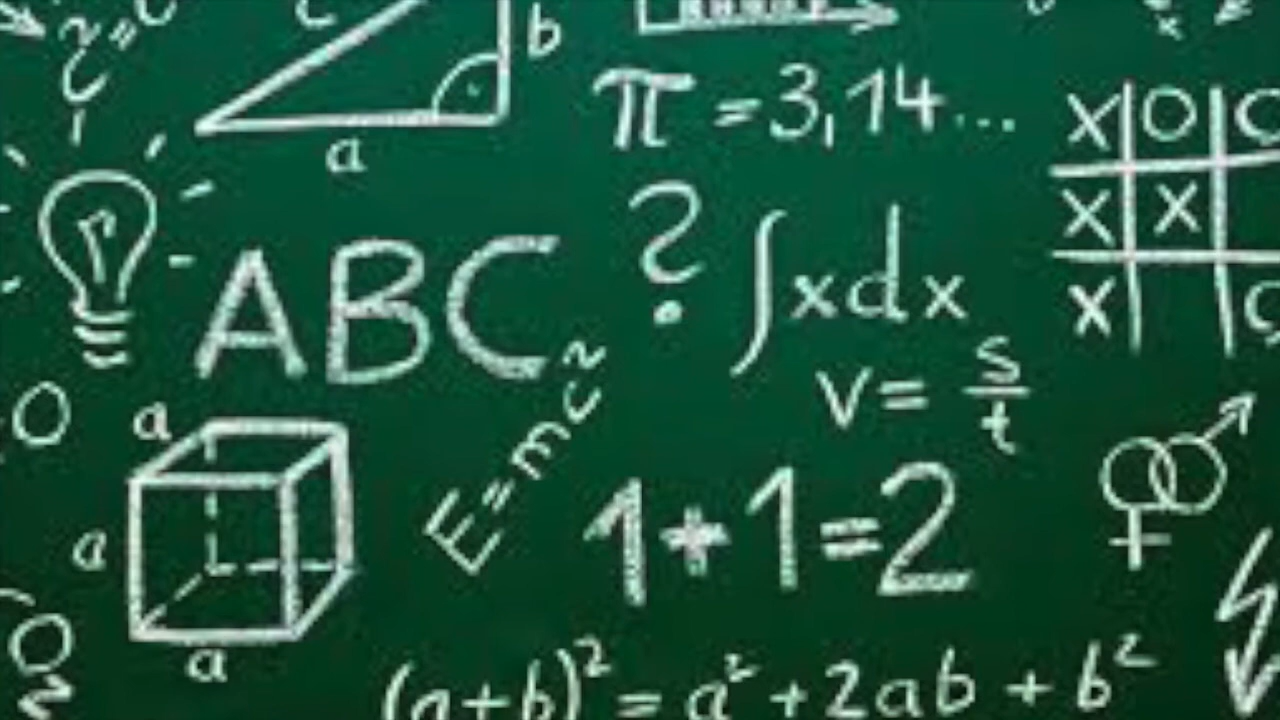 c
b
π = 3,14...
a
X O
X X
X
?
ABC
∫xdx
v = s/t
a
E=mc²
a
1+1=2
a
(a+b)² = a² + 2ab + b²